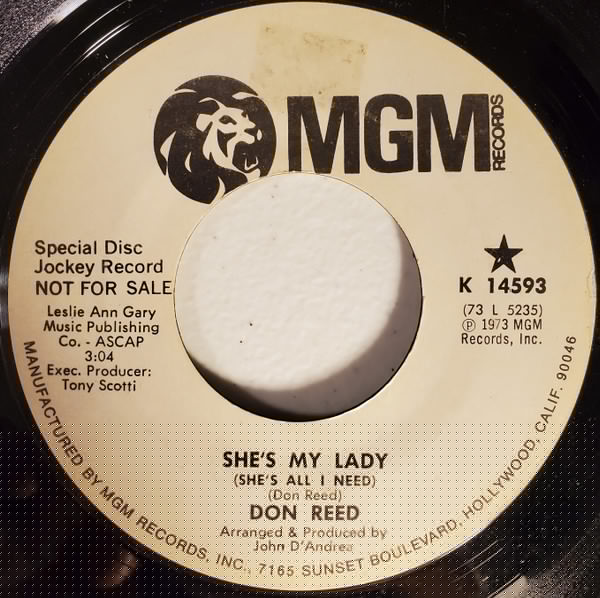 MGM RECORDS
Special Disc
Jockey Record
NOT FOR SALE
Leslie Ann Gary
Music Publishing
Co. - ASCAP
3:04
Exec. Producer:
Tony Scotti
★
K 14593
(73 L 5235)
Ⓟ 1973 MGM
Records, Inc.
SHE'S MY LADY
(SHE'S ALL I NEED)
(Don Reed)
DON REED
Arranged & Produced by
John D'Andrea
MANUFACTURED BY MGM RECORDS, INC., 7165 SUNSET BOULEVARD, HOLLYWOOD, CALIF. 90046